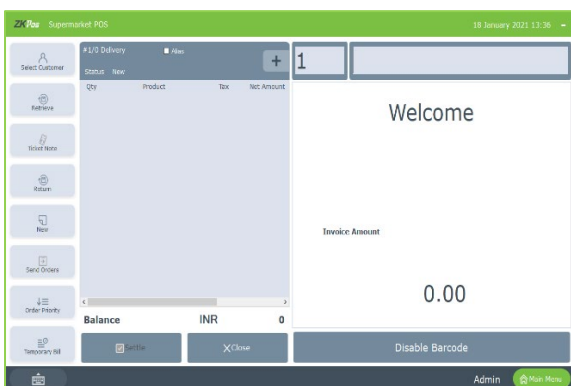 ZKPos Supermarket POS
18 January 2021 13:36
Select Customer
Retrieve
Ticket Note
Return
New
Send Orders
Order Priority
Temporary Bill
#1/0 Delivery
Alias
+
Status New
Qty Product Tax Net Amount
Balance INR 0
Settle
XClose
1
Welcome
Invoice Amount
0.00
Disable Barcode
Admin
Main Menu